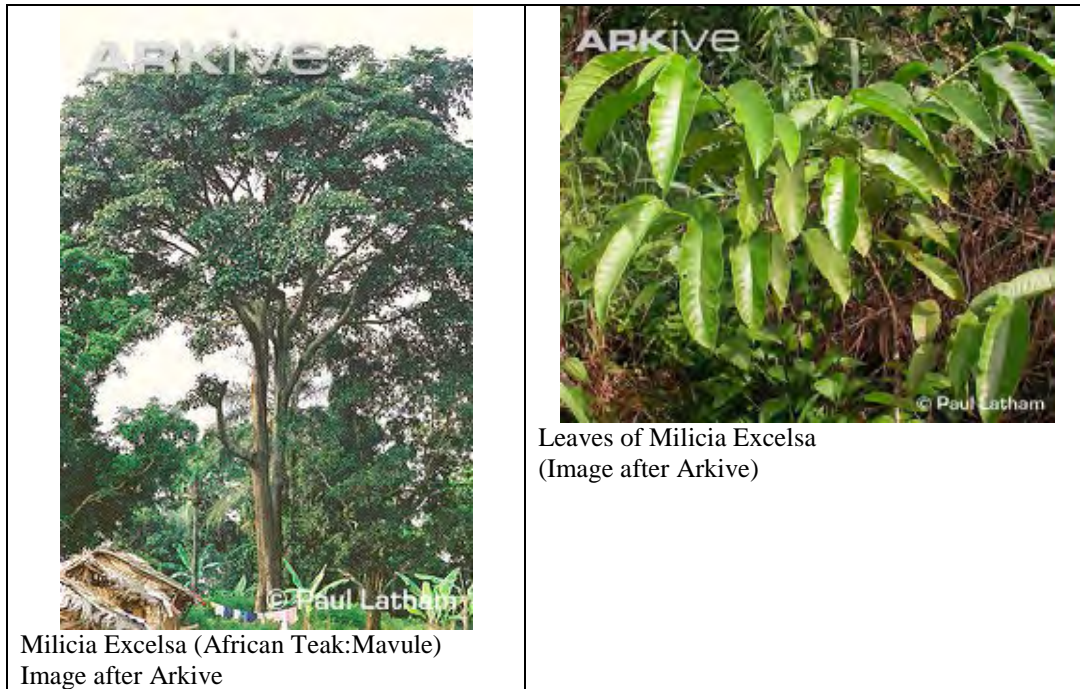 ARKive
© Paul Latham
Milicia Excelsa (African Teak:Mavule)
Image after Arkive
ARKive
© Paul Latham
Leaves of Milicia Excelsa
(Image after Arkive)